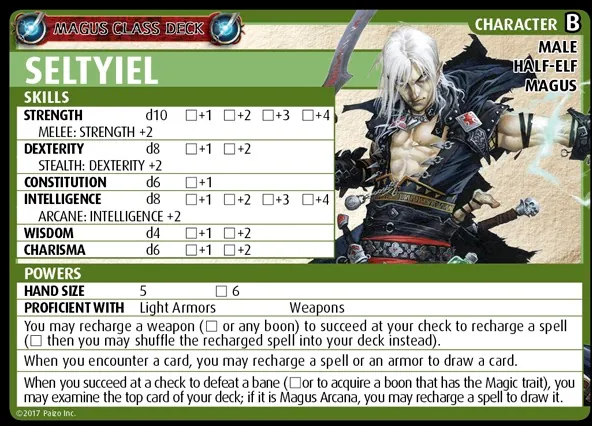 MAGUS CLASS DECK
CHARACTER B
SELTYIEL
MALE
HALF-ELF
MAGUS
SKILLS
STRENGTH d10 □+1 □+2 □+3 □+4
MELEE: STRENGTH +2
DEXTERITY d8 □+1 □+2
STEALTH: DEXTERITY +2
CONSTITUTION d6 □+1
INTELLIGENCE d8 □+1 □+2 □+3 □+4
ARCANE: INTELLIGENCE +2
WISDOM d4 □+1 □+2
CHARISMA d6 □+1 □+2
POWERS
HAND SIZE 5 □ 6
PROFICIENT WITH Light Armors Weapons
You may recharge a weapon (□ or any boon) to succeed at your check to recharge a spell
(□ then you may shuffle the recharged spell into your deck instead).
When you encounter a card, you may recharge a spell or an armor to draw a card.
When you succeed at a check to defeat a bane (□or to acquire a boon that has the Magic trait), you
may examine the top card of your deck; if it is Magus Arcana, you may recharge a spell to draw it.
©2017 Paizo Inc.